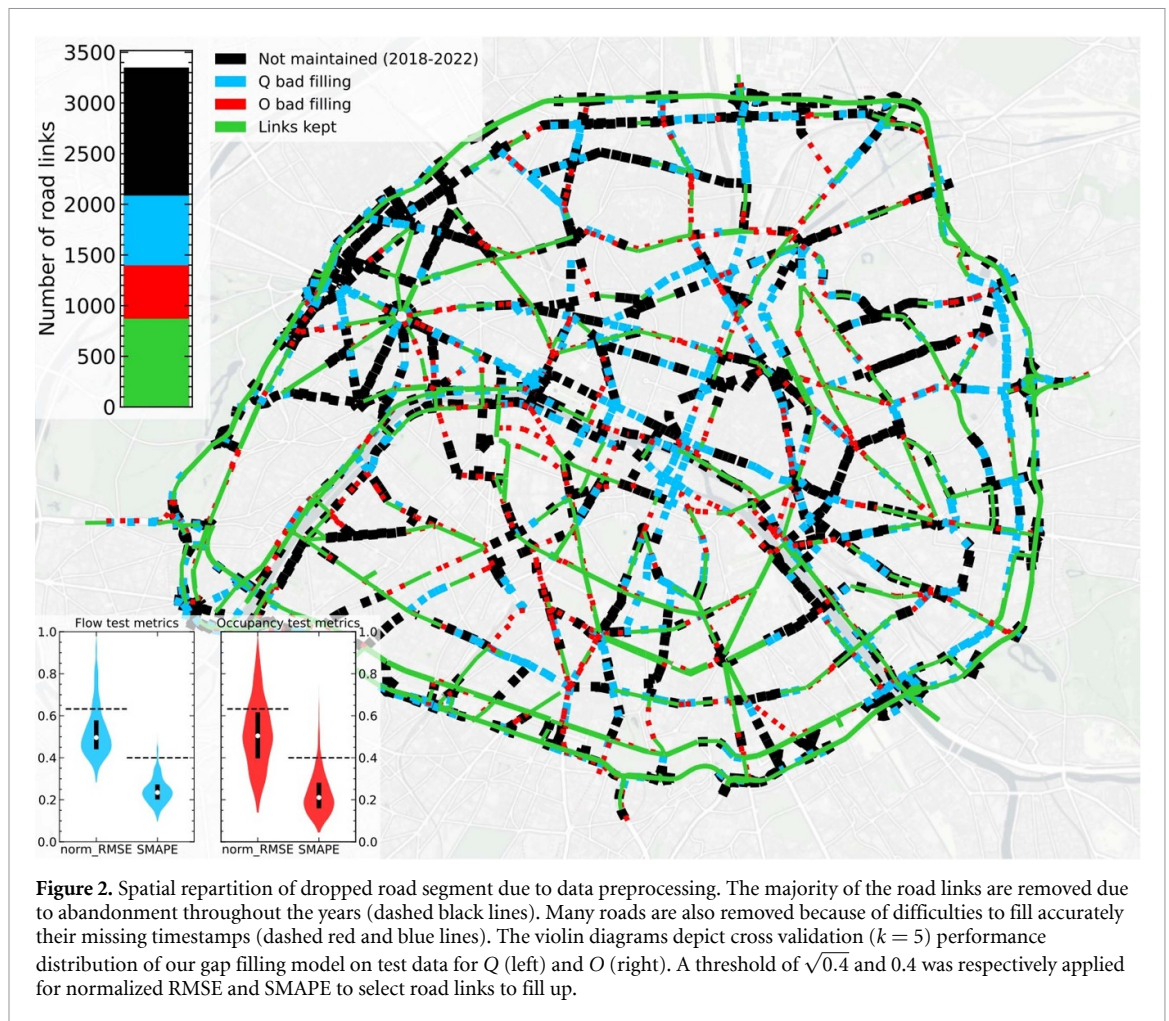 3500
3000
2500
2000
1500
1000
500
0
Number of road links
Not maintained (2018-2022)
Q bad filling
O bad filling
Links kept
Flow test metrics
Occupancy test metrics
1.0
0.8
0.6
0.4
0.2
0.0
1.0
0.8
0.6
0.4
0.2
0.0
norm_RMSE SMAPE
norm_RMSE SMAPE
Figure 2. Spatial repartition of dropped road segment due to data preprocessing. The majority of the road links are removed due
to abandonment throughout the years (dashed black lines). Many roads are also removed because of difficulties to fill accurately
their missing timestamps (dashed red and blue lines). The violin diagrams depict cross validation (k = 5) performance
distribution of our gap filling model on test data for Q (left) and O (right). A threshold of √0.4 and 0.4 was respectively applied
for normalized RMSE and SMAPE to select road links to fill up.